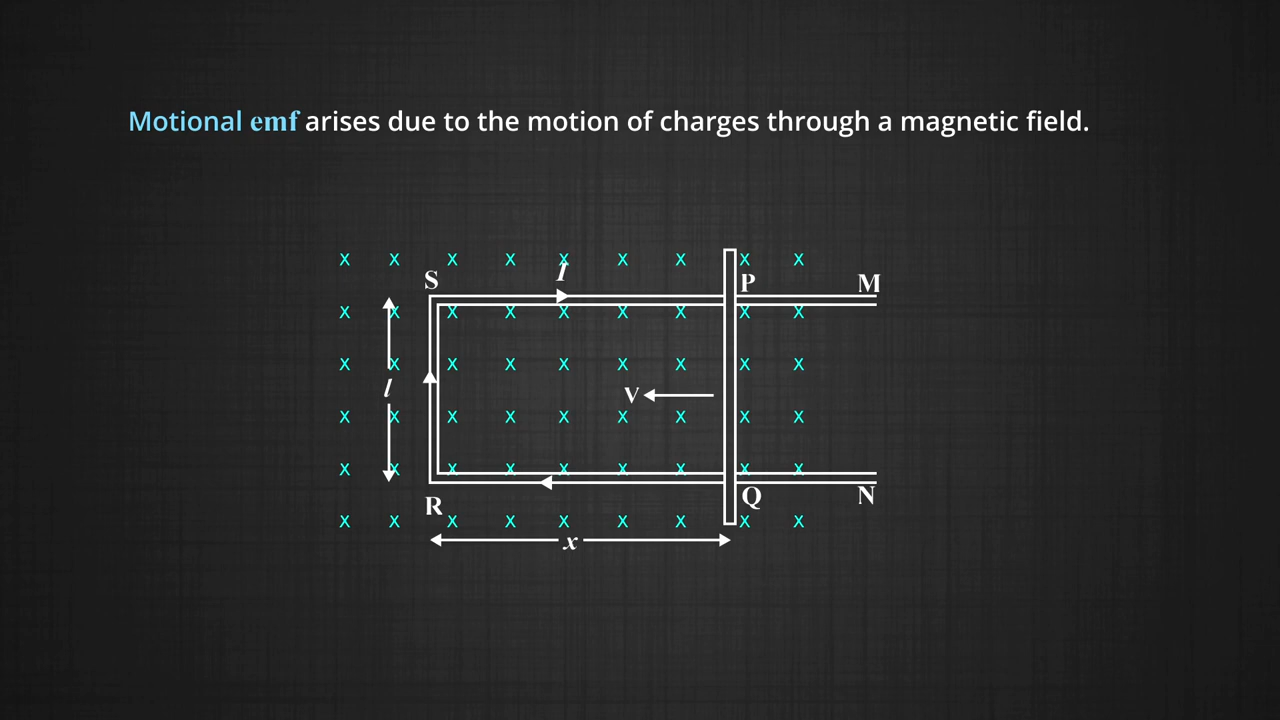 Motional emf arises due to the motion of charges through a magnetic field.
x x x x x x x x x
S I P M
x x x x x x x x x
x x x x x x x x x
l V
x x x x x x x x x
x x x x x x x x x
R Q N
x x x x x x x x x
x